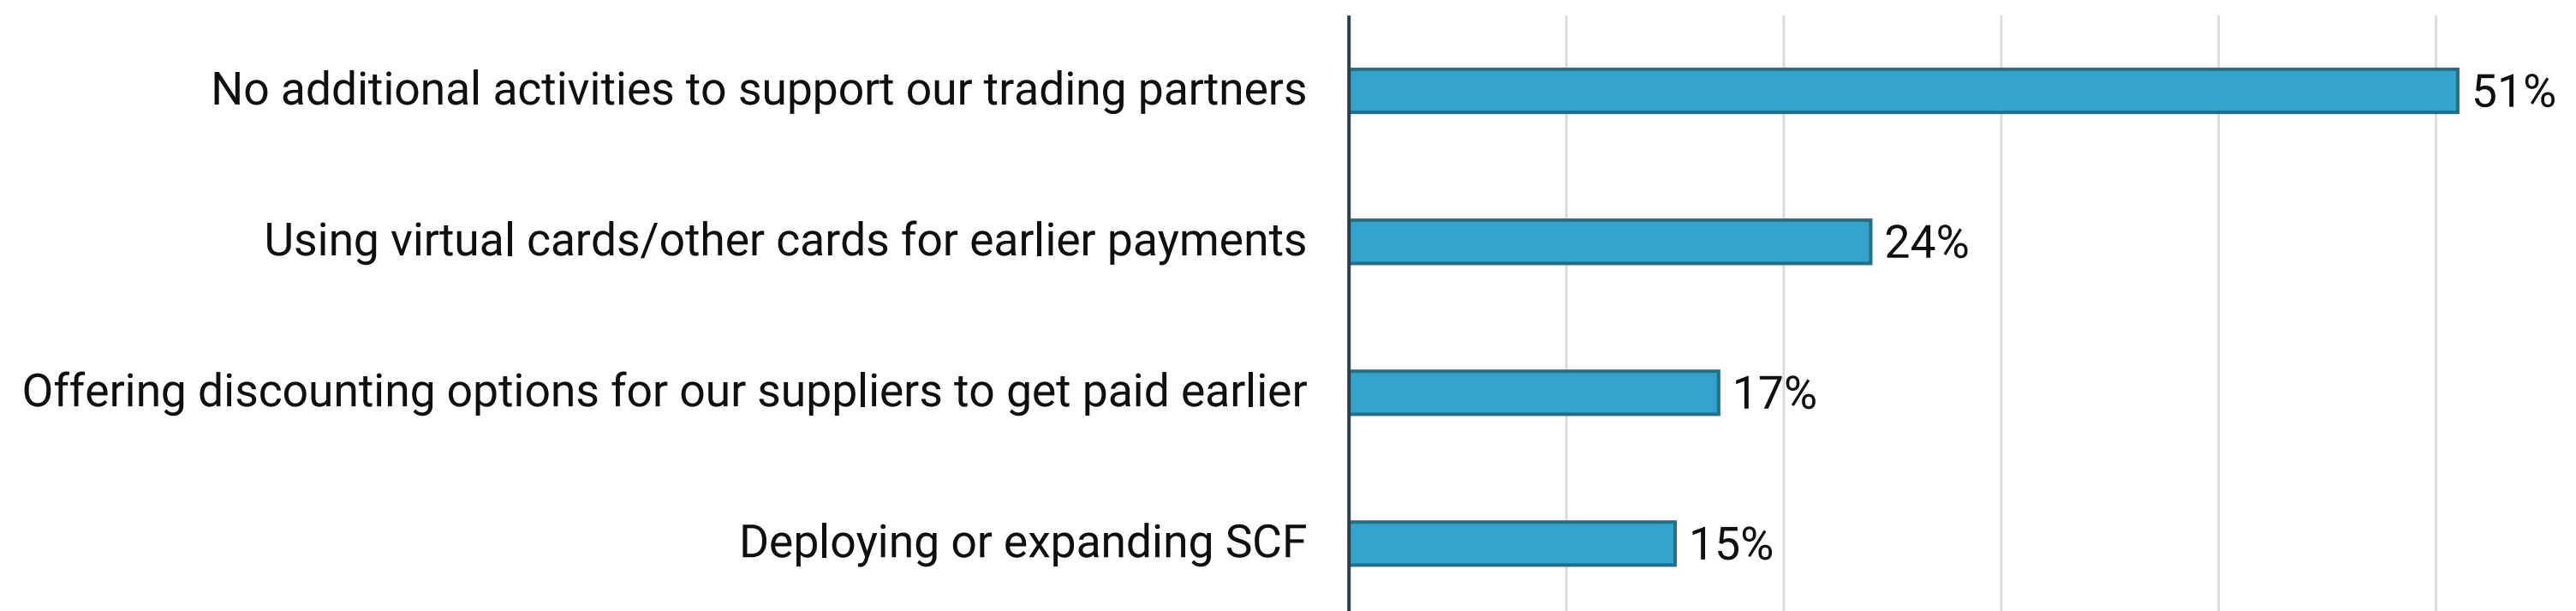 No additional activities to support our trading partners 51%
Using virtual cards/other cards for earlier payments 24%
Offering discounting options for our suppliers to get paid earlier 17%
Deploying or expanding SCF 15%